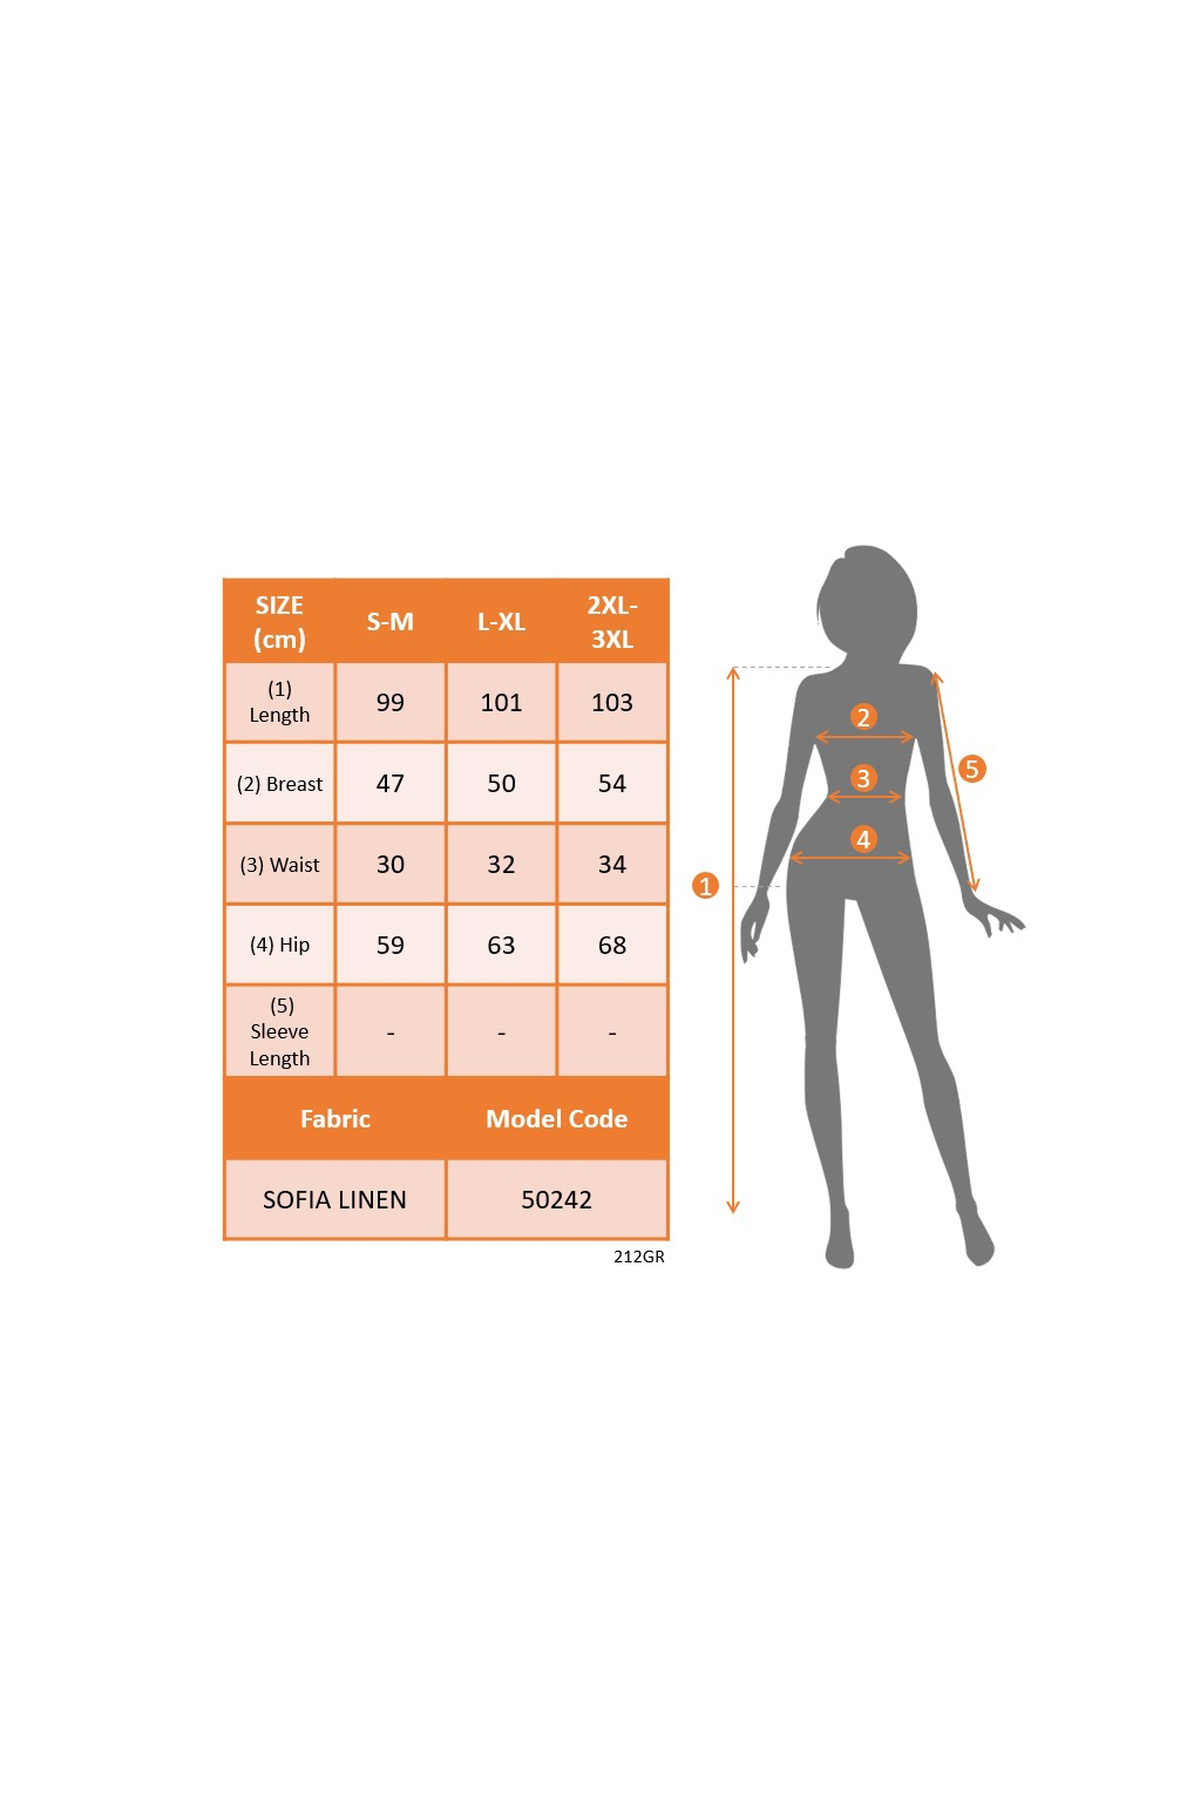 SIZE
(cm)
S-M
L-XL
2XL-
3XL
(1)
Length
99
101
103
(2) Breast
47
50
54
(3) Waist
30
32
34
(4) Hip
59
63
68
(5)
Sleeve
Length
-
-
-
Fabric
Model Code
SOFIA LINEN
50242
212GR
2
3
4
5
1